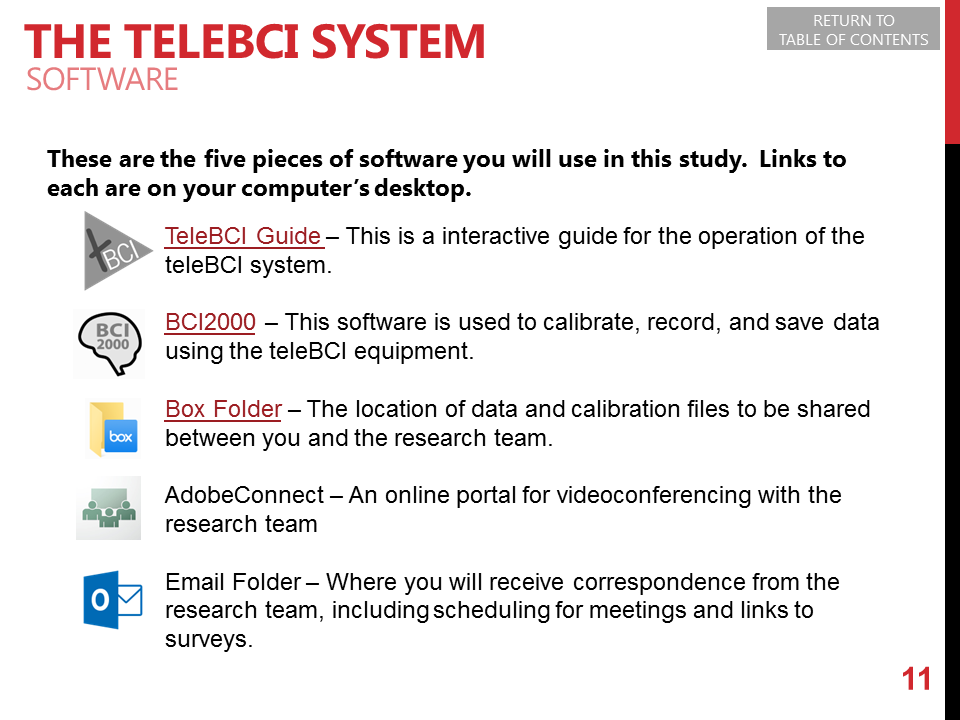 THE TELEBCI SYSTEM
SOFTWARE
RETURN TO
TABLE OF CONTENTS
These are the five pieces of software you will use in this study.  Links to
each are on your computer's desktop.
tBCI
TeleBCI Guide – This is a interactive guide for the operation of the
teleBCI system.
BCI
2000
BCI2000 – This software is used to calibrate, record, and save data
using the teleBCI equipment.
box
Box Folder – The location of data and calibration files to be shared
between you and the research team.
AdobeConnect – An online portal for videoconferencing with the
research team
O
Email Folder – Where you will receive correspondence from the
research team, including scheduling for meetings and links to
surveys.
11